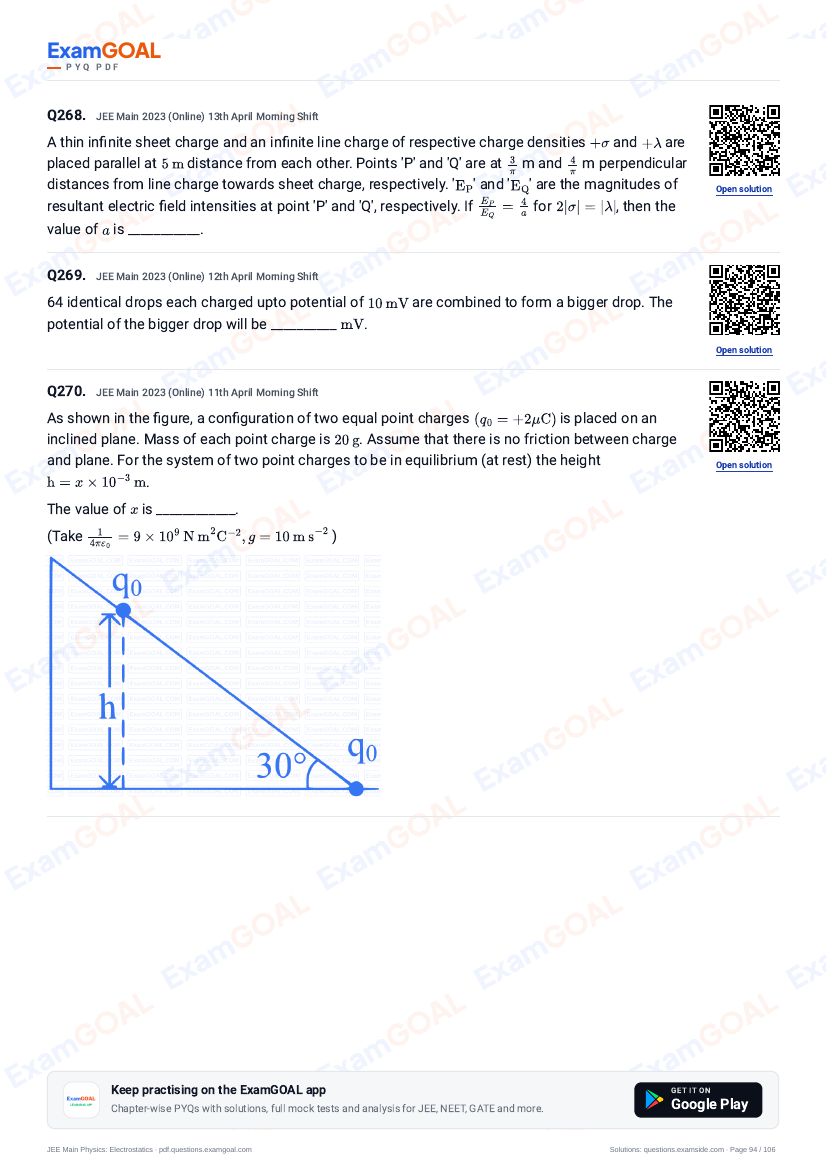 ExamGOAL
PYQ PDF
Q268. JEE Main 2023 (Online) 13th April Morning Shift
A thin infinite sheet charge and an infinite line charge of respective charge densities +σ and +λ are
placed parallel at 5 m distance from each other. Points 'P' and 'Q' are at 3/π m and 4/π m perpendicular
distances from line charge towards sheet charge, respectively. 'E_P' and 'E_Q' are the magnitudes of
resultant electric field intensities at point 'P' and 'Q', respectively. If E_P/E_Q = 4/a for 2|σ| = |λ|, then the
value of a is __________.
Open solution
Q269. JEE Main 2023 (Online) 12th April Morning Shift
64 identical drops each charged upto potential of 10 mV are combined to form a bigger drop. The
potential of the bigger drop will be _________ mV.
Open solution
Q270. JEE Main 2023 (Online) 11th April Morning Shift
As shown in the figure, a configuration of two equal point charges (q₀ = +2μC) is placed on an
inclined plane. Mass of each point charge is 20 g. Assume that there is no friction between charge
and plane. For the system of two point charges to be in equilibrium (at rest) the height
h = x × 10⁻³ m.
The value of x is ___________.
(Take 1/4πε₀ = 9 × 10⁹ N m²C⁻², g = 10 m s⁻² )
Open solution
q₀
h
30°
q₀
ExamGOAL
Keep practising on the ExamGOAL app
Chapter-wise PYQs with solutions, full mock tests and analysis for JEE, NEET, GATE and more.
GET IT ON
Google Play
JEE Main Physics: Electrostatics · pdf.questions.examgoal.com
Solutions: questions.examside.com · Page 94 / 106